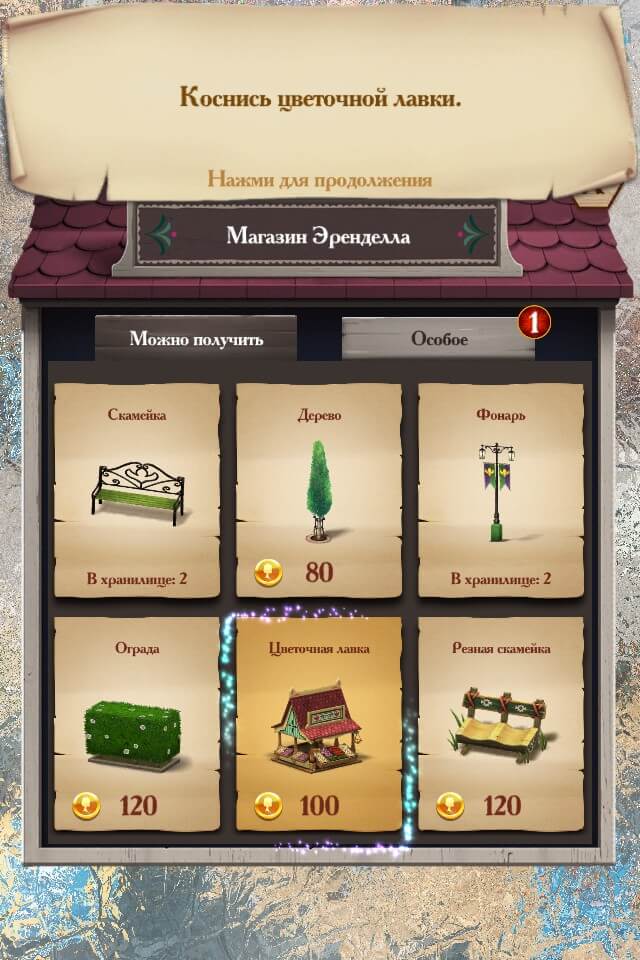 Коснись цветочной лавки.
Нажми для продолжения
Магазин Эренделла
Можно получить
Особое
1
Скамейка
Дерево
Фонарь
В хранилище: 2
80
В хранилище: 2
Ограда
Цветочная лавка
Резная скамейка
120
100
120